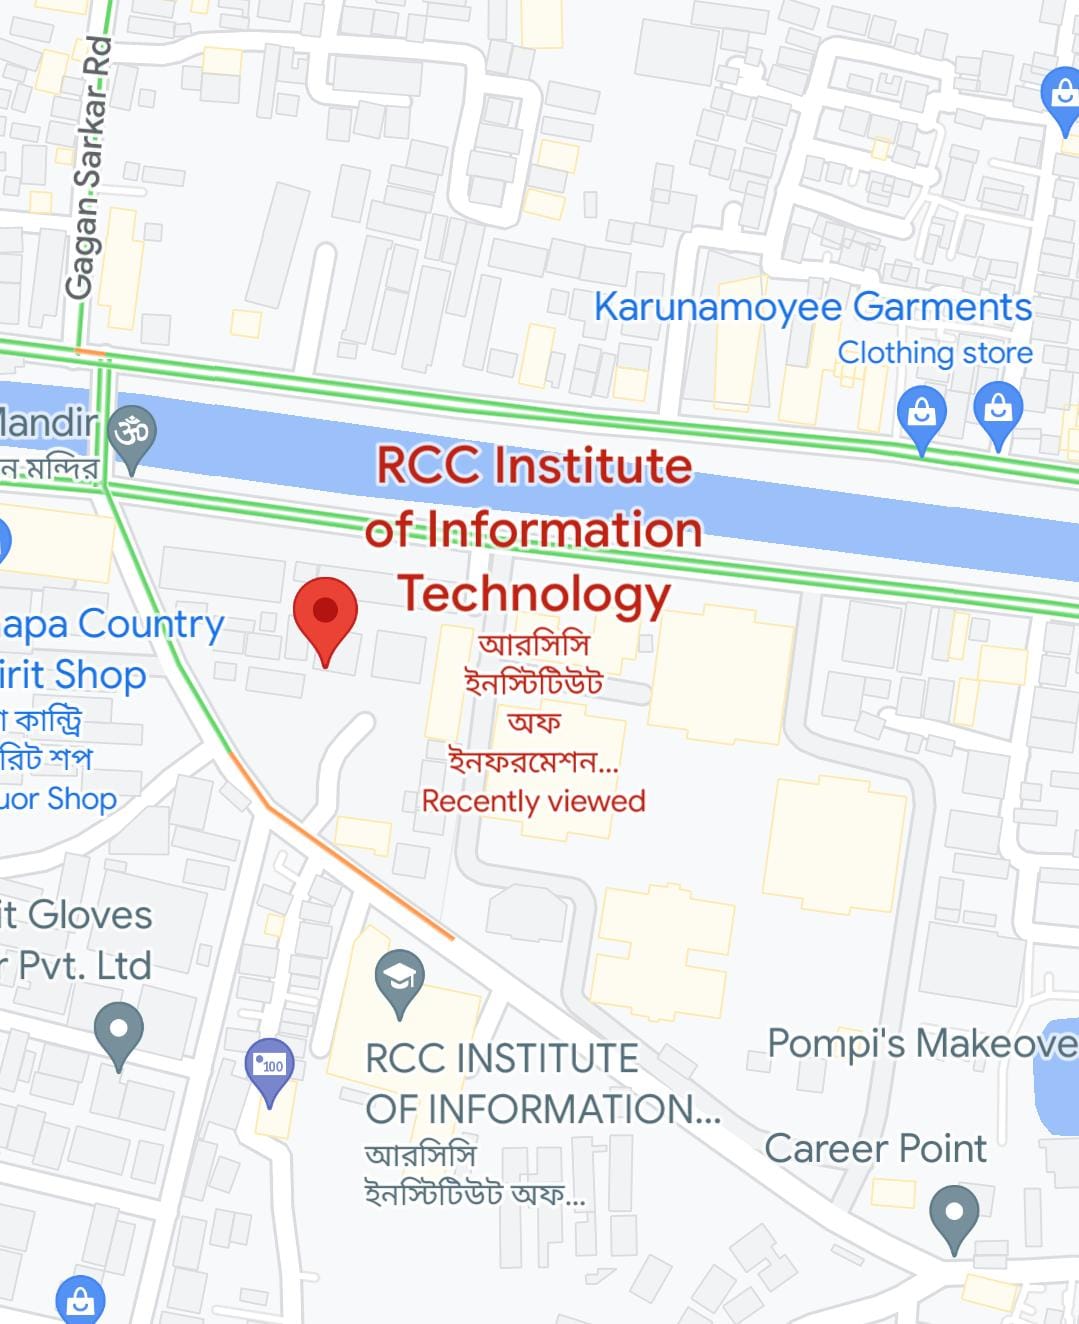 Gagan Sarkar Rd
Karunamoyee Garments
Clothing store
Mandir
ন মন্দির
RCC Institute
of Information
Technology
আরসিসি
ইনস্টিটিউট
অফ
ইনফরমেশন...
Recently viewed
apa Country
irit Shop
কান্ট্রি
রিট শপ
uor Shop
it Gloves
r Pvt. Ltd
100
RCC INSTITUTE
OF INFORMATION...
আরসিসি
ইনস্টিটিউট অফ...
Pompi's Makeove
Career Point